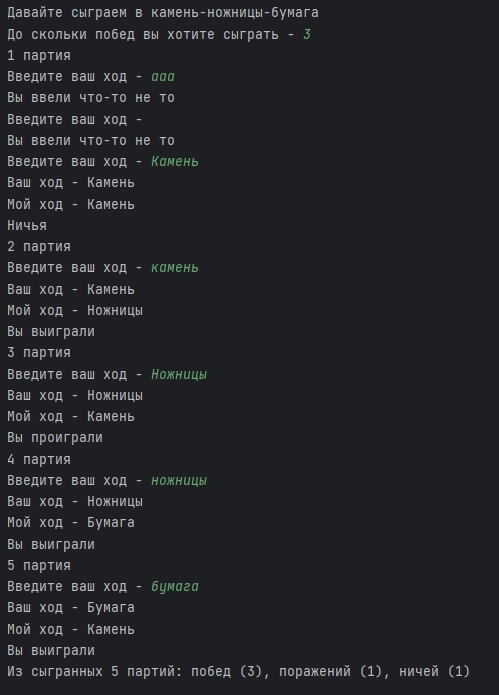 Давайте сыграем в камень-ножницы-бумага
До скольки побед вы хотите сыграть - 3
1 партия
Введите ваш ход - ааа
Вы ввели что-то не то
Введите ваш ход -
Вы ввели что-то не то
Введите ваш ход - Камень
Ваш ход - Камень
Мой ход - Камень
Ничья
2 партия
Введите ваш ход - камень
Ваш ход - Камень
Мой ход - Ножницы
Вы выиграли
3 партия
Введите ваш ход - Ножницы
Ваш ход - Ножницы
Мой ход - Камень
Вы проиграли
4 партия
Введите ваш ход - ножницы
Ваш ход - Ножницы
Мой ход - Бумага
Вы выиграли
5 партия
Введите ваш ход - бумага
Ваш ход - Бумага
Мой ход - Камень
Вы выиграли
Из сыгранных 5 партий: побед (3), поражений (1), ничей (1)